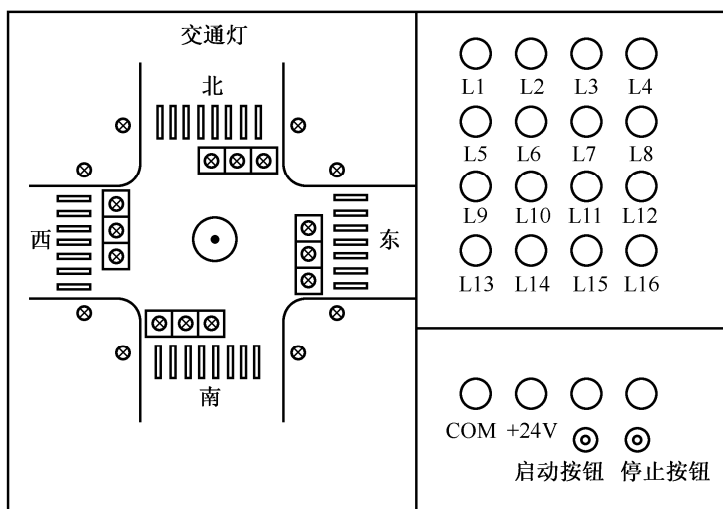 交通灯
北
西
东
南
L1 L2 L3 L4
L5 L6 L7 L8
L9 L10 L11 L12
L13 L14 L15 L16
COM +24V
启动按钮 停止按钮